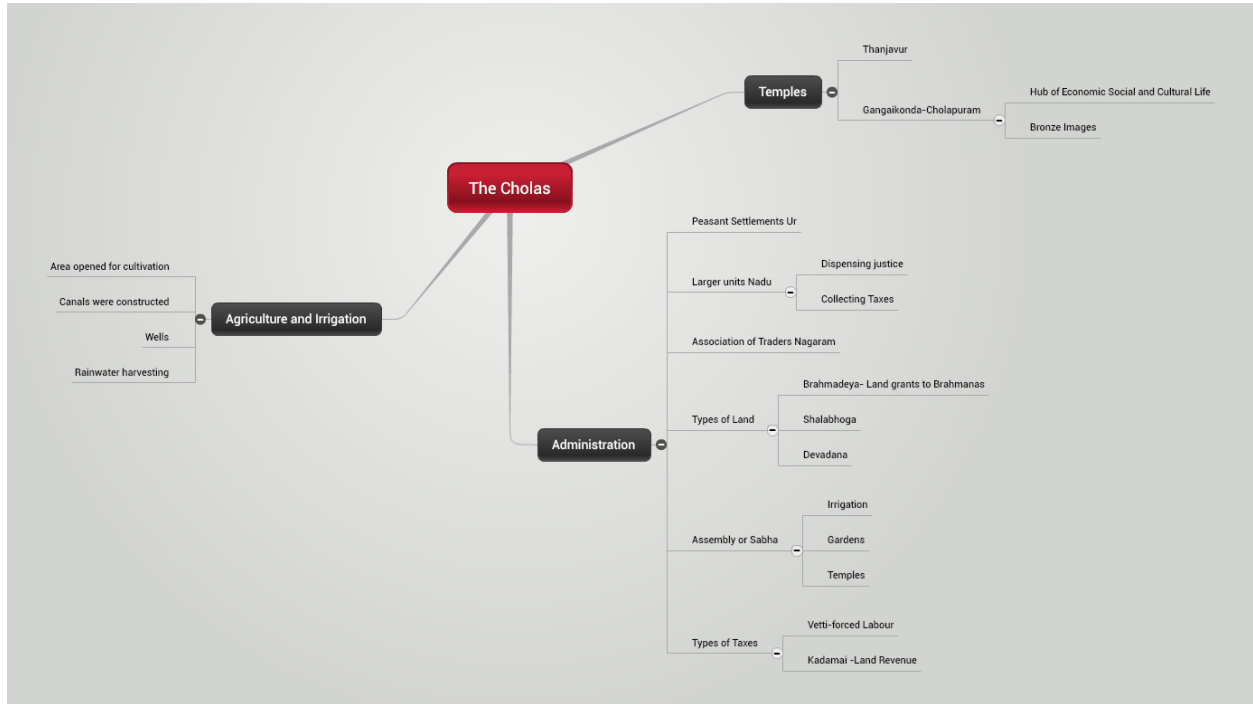 The Cholas
Temples
Thanjavur
Gangaikonda-Cholapuram
Hub of Economic Social and Cultural Life
Bronze Images
Agriculture and Irrigation
Area opened for cultivation
Canals were constructed
Wells
Rainwater harvesting
Administration
Peasant Settlements Ur
Larger units Nadu
Dispensing justice
Collecting Taxes
Association of Traders Nagaram
Types of Land
Brahmadeya- Land grants to Brahmanas
Shalabhoga
Devadana
Assembly or Sabha
Irrigation
Gardens
Temples
Types of Taxes
Vetti-forced Labour
Kadamai -Land Revenue